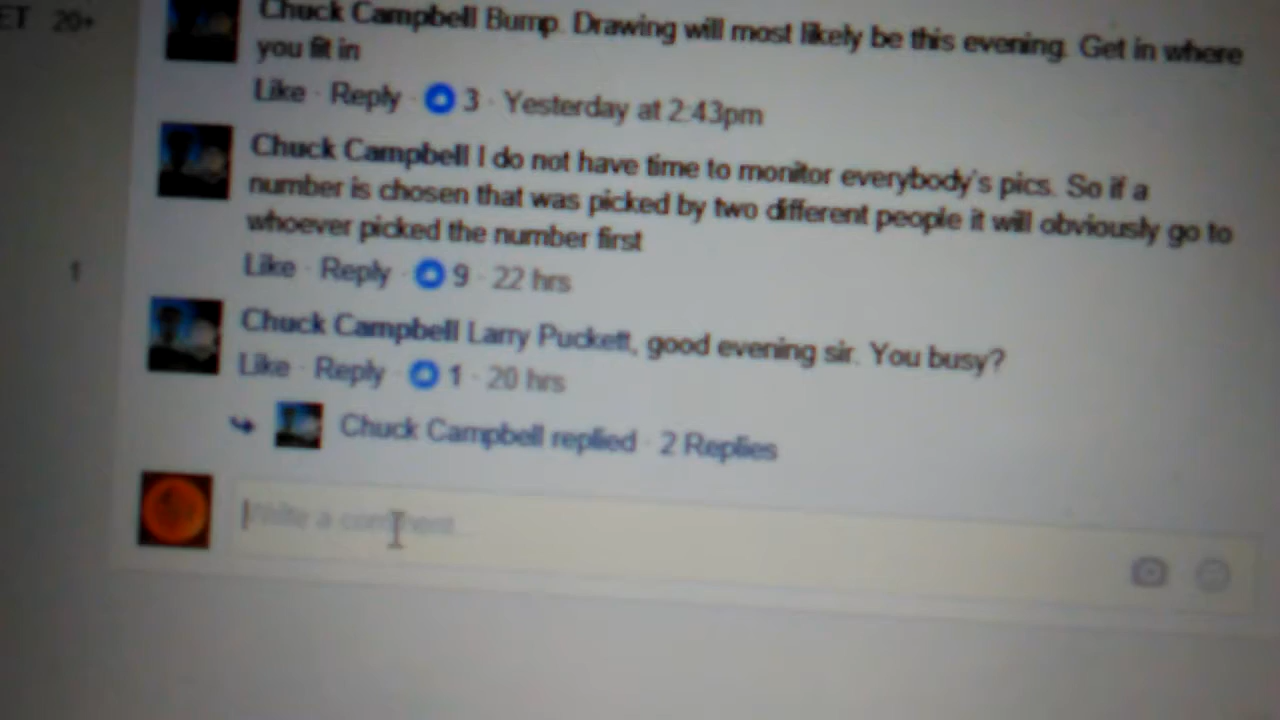 ET 20+
Chuck Campbell Bump. Drawing will most likely be this evening. Get in where
you fit in
Like · Reply · 3 · Yesterday at 2:43pm
Chuck Campbell I do not have time to monitor everybody's pics. So if a
number is chosen that was picked by two different people it will obviously go to
whoever picked the number first
1
Like · Reply · 9 · 22 hrs
Chuck Campbell Larry Puckett, good evening sir. You busy?
Like · Reply · 1 · 20 hrs
Chuck Campbell replied · 2 Replies
Write a comment...